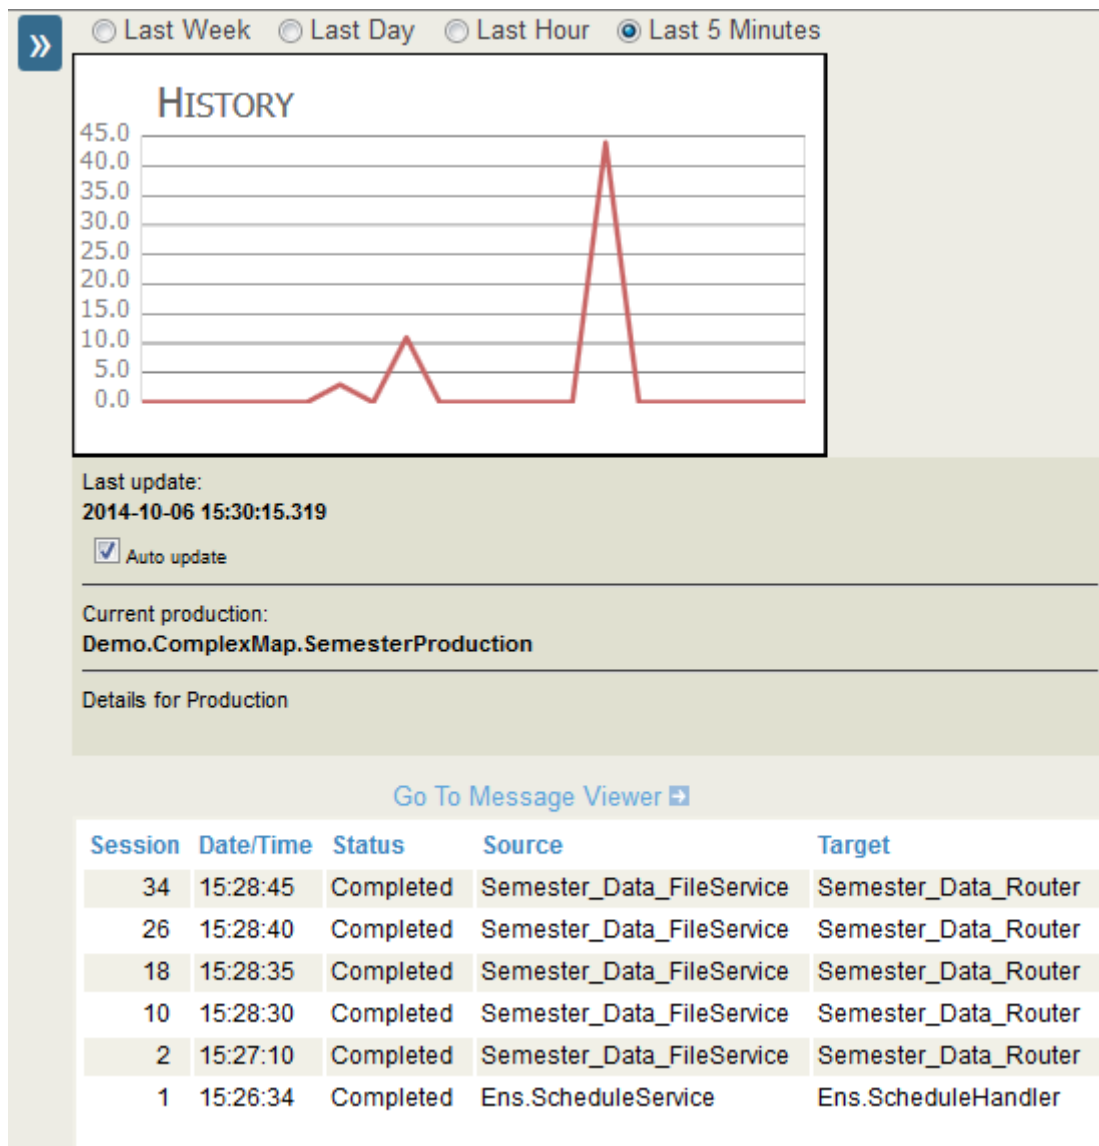 » Last Week Last Day Last Hour Last 5 Minutes
HISTORY
45.0
40.0
35.0
30.0
25.0
20.0
15.0
10.0
5.0
0.0
Last update:
2014-10-06 15:30:15.319
Auto update
Current production:
Demo.ComplexMap.SemesterProduction
Details for Production
Go To Message Viewer
Session Date/Time Status Source Target
34 15:28:45 Completed Semester_Data_FileService Semester_Data_Router
26 15:28:40 Completed Semester_Data_FileService Semester_Data_Router
18 15:28:35 Completed Semester_Data_FileService Semester_Data_Router
10 15:28:30 Completed Semester_Data_FileService Semester_Data_Router
2 15:27:10 Completed Semester_Data_FileService Semester_Data_Router
1 15:26:34 Completed Ens.ScheduleService Ens.ScheduleHandler